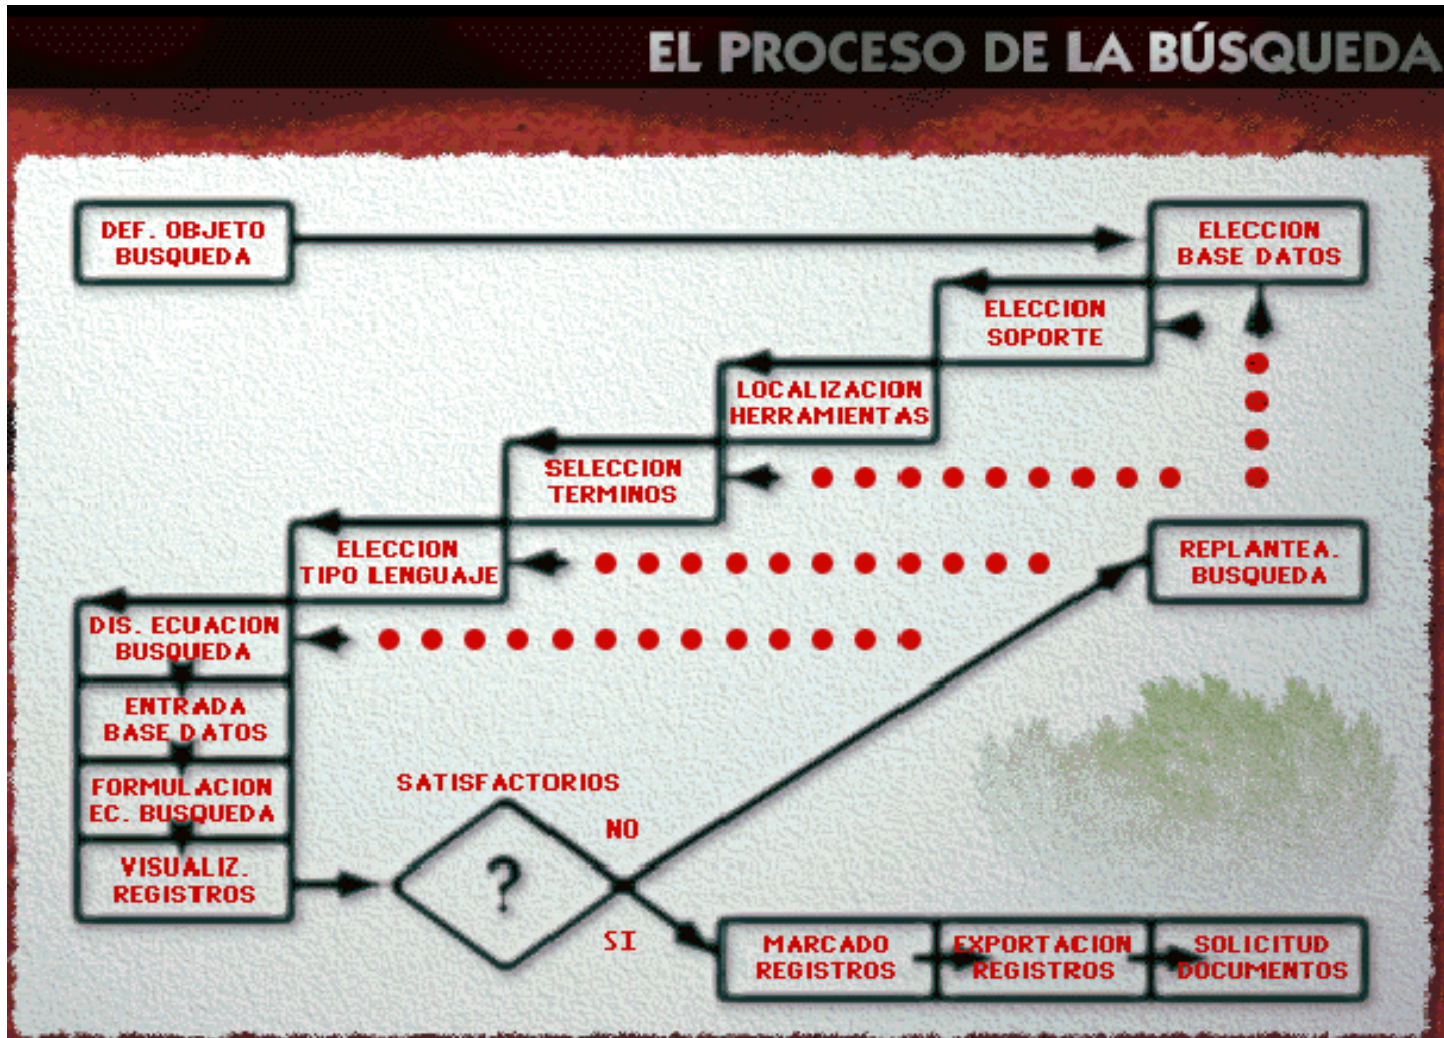 EL PROCESO DE LA BÚSQUEDA
DEF. OBJETO
BUSQUEDA
ELECCION
BASE DATOS
ELECCION
SOPORTE
LOCALIZACION
HERRAMIENTAS
SELECCION
TERMINOS
ELECCION
TIPO LENGUAJE
REPLANTEA.
BUSQUEDA
DIS. ECUACION
BUSQUEDA
ENTRADA
BASE DATOS
FORMULACION
EC. BUSQUEDA
VISUALIZ.
REGISTROS
SATISFACTORIOS
?
NO
SI
MARCADO
REGISTROS
EXPORTACION
REGISTROS
SOLICITUD
DOCUMENTOS